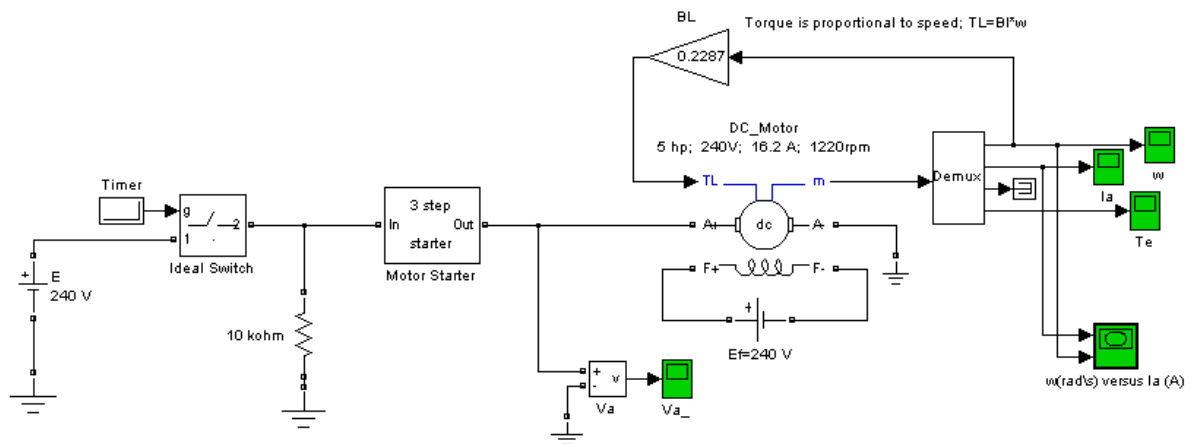 BL
Torque is proportional to speed; TL=Bl*w
0.2287
DC_Motor
5 hp; 240V; 16.2 A; 1220rpm
TL
m
Demux
w
Ia
Te
Timer
g
1
2
Ideal Switch
3 step
In
Out
starter
Motor Starter
A+
dc
A-
F+
F-
+
E
240 V
+
Ef=240 V
10 kohm
+
-
v
Va
Va_
w(rad\s) versus Ia (A)